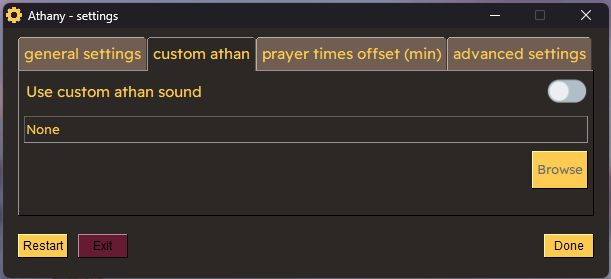 Athany - settings
general settings custom athan prayer times offset (min) advanced settings
Use custom athan sound
None
Browse
Restart Exit Done